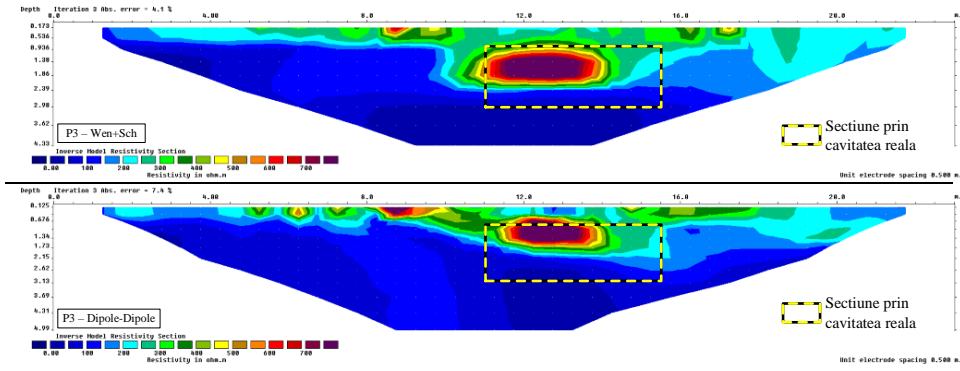 Depth Iteration 3 Abs. error = 4.1 %
0.0 4.00 8.00 12.0 16.0 20.0 m.
0.173
0.536
0.936
1.38
1.86
2.39
2.98
3.62
4.33
P3 – Wen+Sch
Sectiune prin
cavitatea reala
Inverse Model Resistivity Section
0.00 100 200 300 400 500 600 700
Resistivity in ohm.m
Unit electrode spacing 0.500 m.
Depth Iteration 3 Abs. error = 7.4 %
0.0 4.00 8.00 12.0 16.0 20.0 m.
0.125
0.676
1.34
1.73
2.15
2.62
3.13
4.31
4.99
P3 – Dipole-Dipole
Sectiune prin
cavitatea reala
Inverse Model Resistivity Section
0.00 100 200 300 400 500 600 700
Resistivity in ohm.m
Unit electrode spacing 0.500 m.